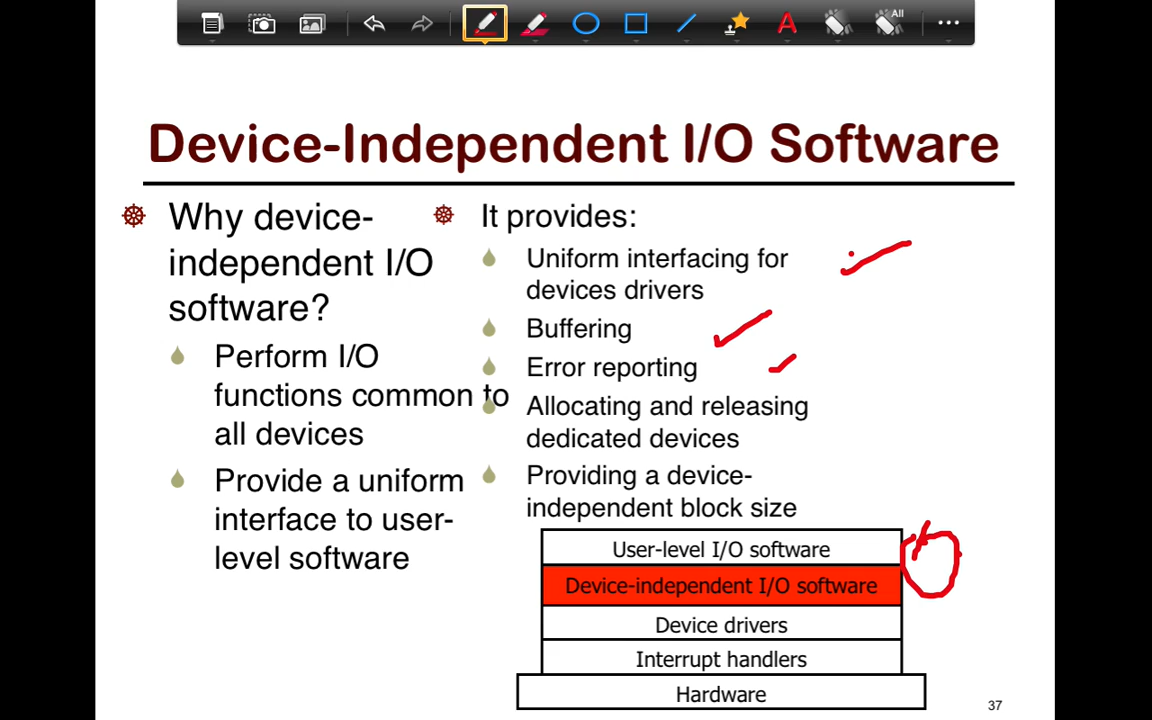 All
A
Device-Independent I/O Software
Why device-
independent I/O
software?
Perform I/O
functions common to
all devices
Provide a uniform
interface to user-
level software
It provides:
Uniform interfacing for
devices drivers
Buffering
Error reporting
Allocating and releasing
dedicated devices
Providing a device-
independent block size
User-level I/O software
Device-independent I/O software
Device drivers
Interrupt handlers
Hardware
37